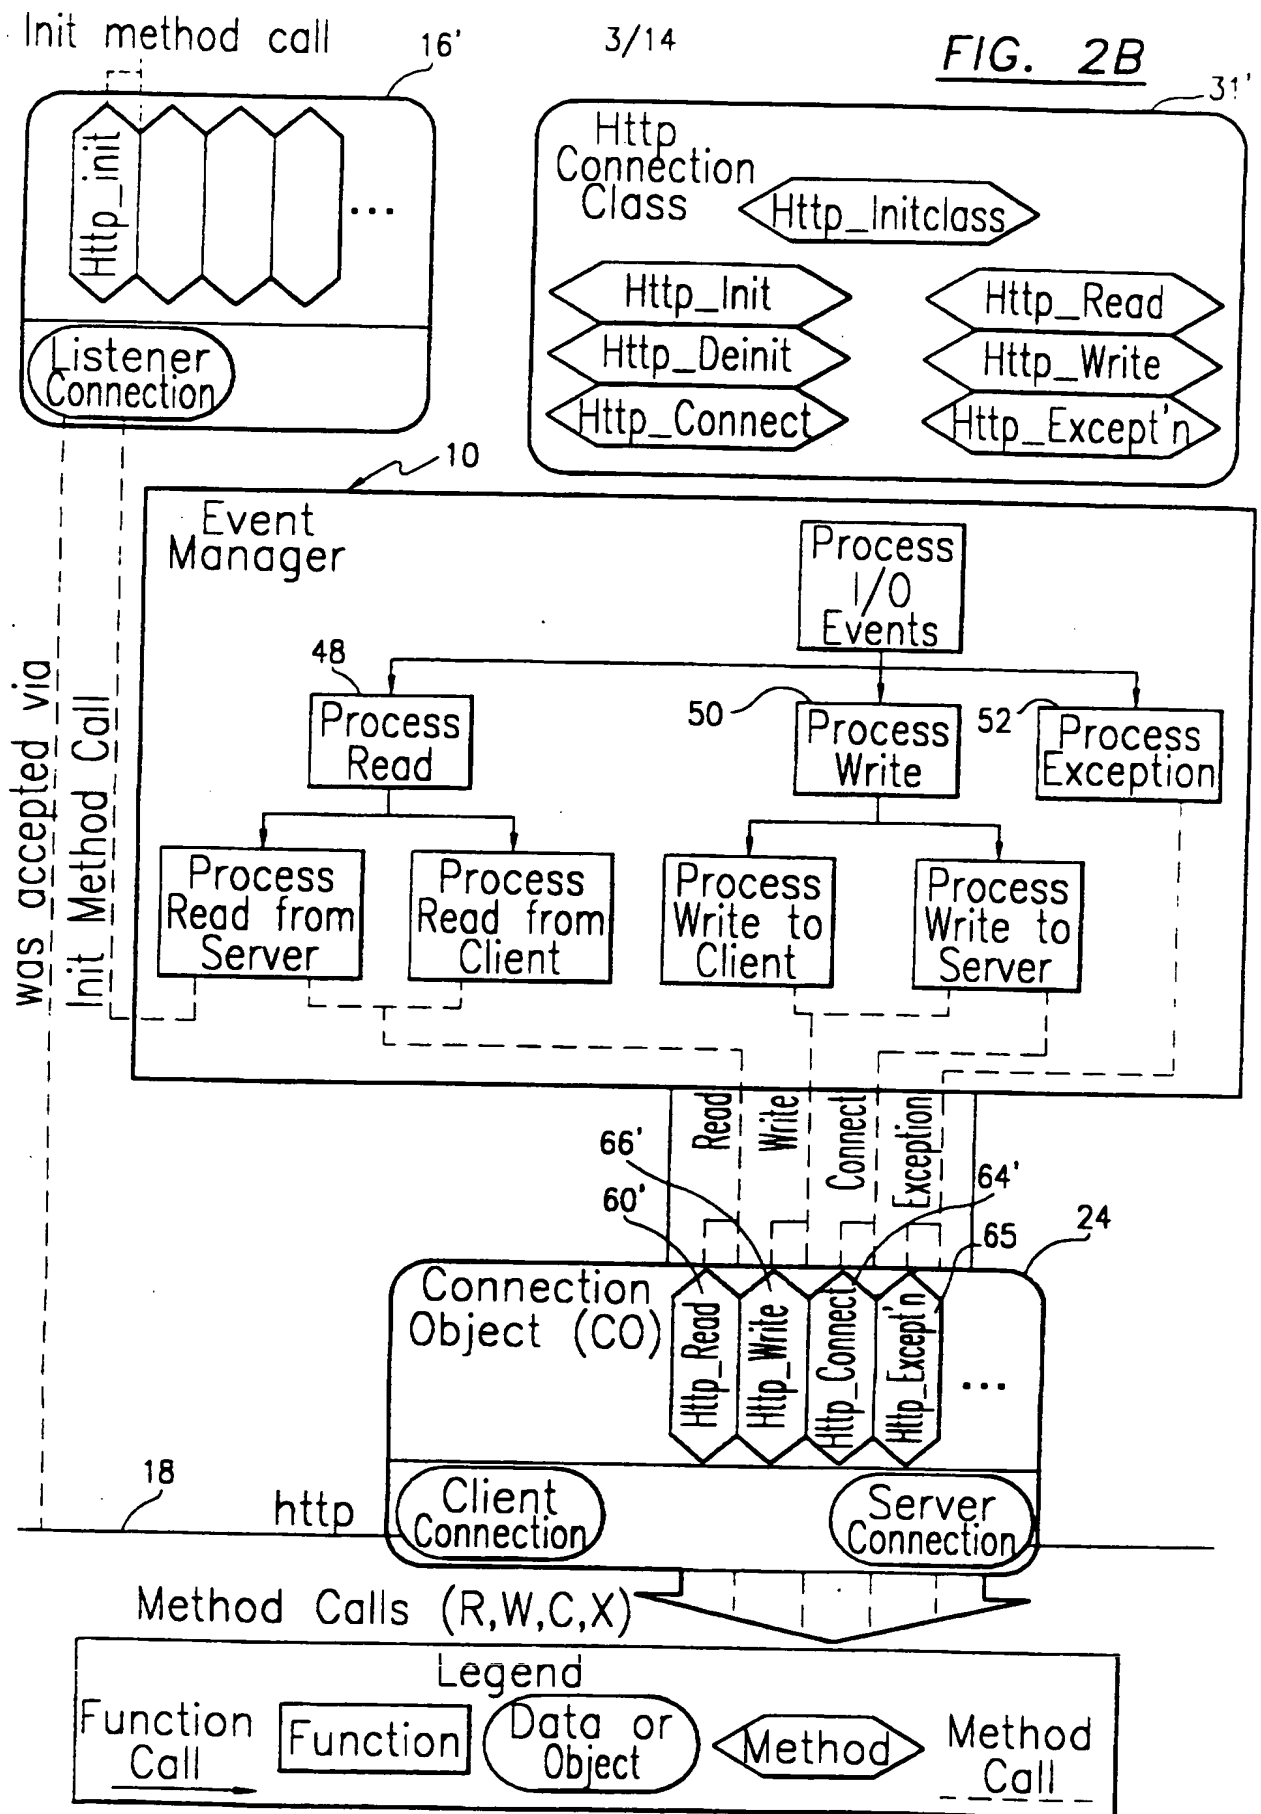 Init method call
16'
3/14
FIG. 2B
31'
Http_init
...
Listener
Connection
Http
Connection
Class
Http_Initclass
Http_Init
Http_Deinit
Http_Connect
Http_Read
Http_Write
Http_Except'n
10
Event
Manager
Process
I/O
Events
48
Process
Read
50
Process
Write
52
Process
Exception
was accepted via
Init Method Call
Process
Read from
Server
Process
Read from
Client
Process
Write to
Client
Process
Write to
Server
Read
Write
Connect
Exception
66'
60'
64'
65
24
Connection
Object (CO)
Http_Read
Http_Write
Http_Connect
Http_Except'n
...
18
http
Client
Connection
Server
Connection
Method Calls (R,W,C,X)
Legend
Function
Call
Function
Data or
Object
Method
Method
Call